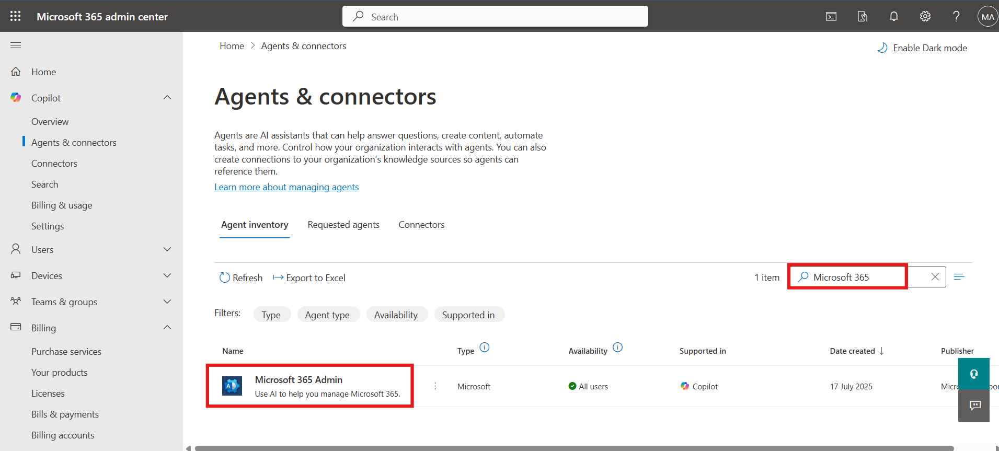 Microsoft 365 admin center
Search
MA
Home
Copilot
Overview
Agents & connectors
Connectors
Search
Billing & usage
Settings
Users
Devices
Teams & groups
Billing
Purchase services
Your products
Licenses
Bills & payments
Billing accounts
Home > Agents & connectors
Enable Dark mode
Agents & connectors
Agents are AI assistants that can help answer questions, create content, automate
tasks, and more. Control how your organization interacts with agents. You can also
create connections to your organization's knowledge sources so agents can
reference them.
Learn more about managing agents
Agent inventory Requested agents Connectors
Refresh Export to Excel 1 item Microsoft 365
Filters: Type Agent type Availability Supported in
Name Type Availability Supported in Date created ↓ Publisher
Microsoft 365 Admin
Use AI to help you manage Microsoft 365.
Microsoft All users Copilot 17 July 2025